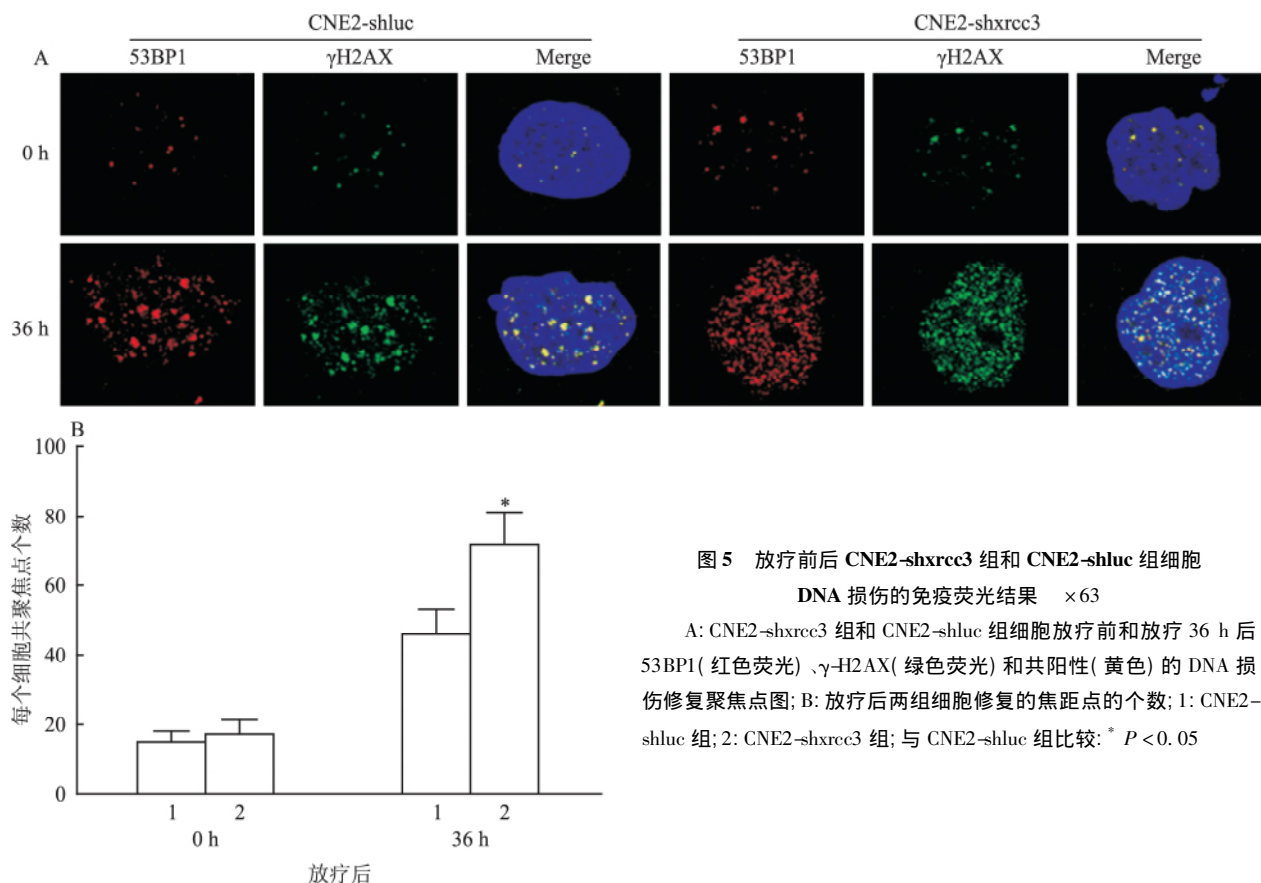 CNE2-shluc CNE2-shxrcc3
A 53BP1 γH2AX Merge 53BP1 γH2AX Merge
0 h
36 h
B
100
80
60
40
20
0
每个细胞共聚焦点个数
*
1 2 1 2
0 h 36 h
放疗后
图 5 放疗前后 CNE2-shxrcc3 组和 CNE2-shluc 组细胞
DNA 损伤的免疫荧光结果 ×63
A: CNE2-shxrcc3 组和 CNE2-shluc 组细胞放疗前和放疗 36 h 后
53BP1( 红色荧光) 、γ-H2AX( 绿色荧光) 和共阳性( 黄色) 的 DNA 损
伤修复聚焦点图; B: 放疗后两组细胞修复的焦距点的个数; 1: CNE2-
shluc 组; 2: CNE2-shxrcc3 组; 与 CNE2-shluc 组比较: * P < 0. 05